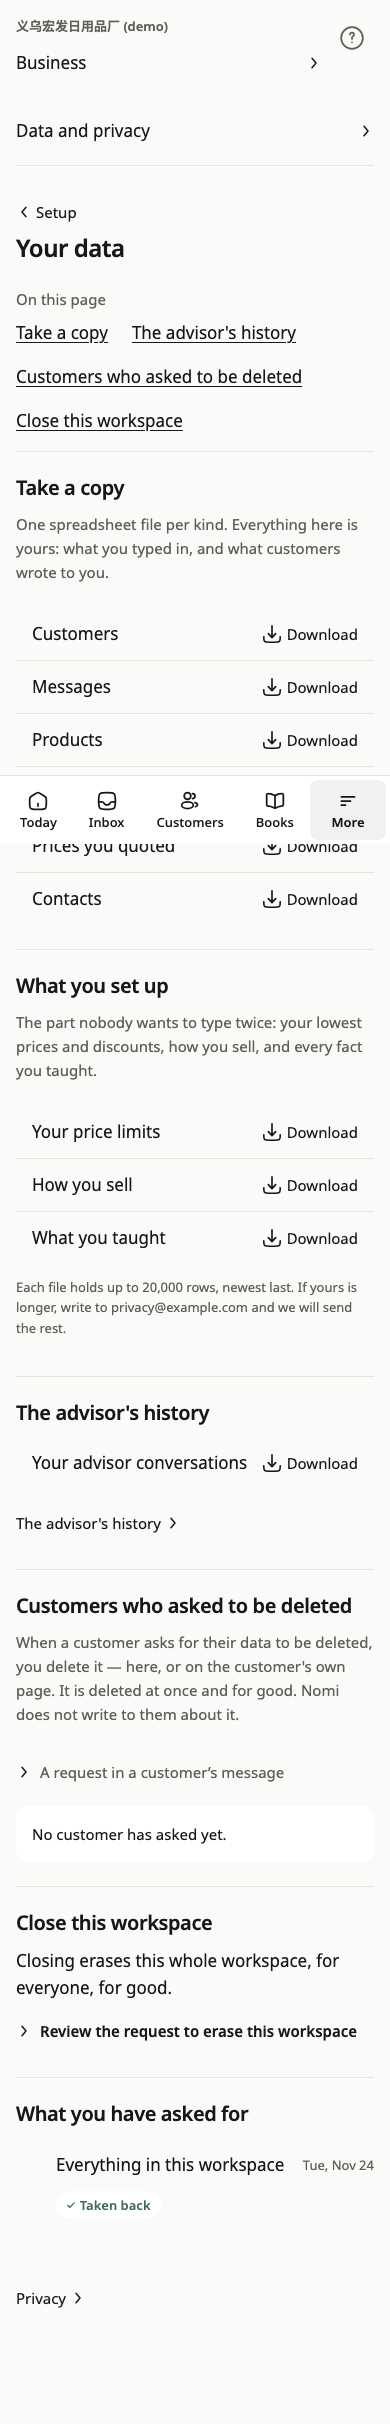 义乌宏发日用品厂 (demo)
Business
Data and privacy
Setup
Your data
On this page
Take a copy The advisor's history
Customers who asked to be deleted
Close this workspace
Take a copy
One spreadsheet file per kind. Everything here is
yours: what you typed in, and what customers
wrote to you.
Customers Download
Messages Download
Products Download
Today Inbox Customers Books More
Prices you quoted Download
Contacts Download
What you set up
The part nobody wants to type twice: your lowest
prices and discounts, how you sell, and every fact
you taught.
Your price limits Download
How you sell Download
What you taught Download
Each file holds up to 20,000 rows, newest last. If yours is
longer, write to privacy@example.com and we will send
the rest.
The advisor's history
Your advisor conversations Download
The advisor's history
Customers who asked to be deleted
When a customer asks for their data to be deleted,
you delete it — here, or on the customer's own
page. It is deleted at once and for good. Nomi
does not write to them about it.
A request in a customer’s message
No customer has asked yet.
Close this workspace
Closing erases this whole workspace, for
everyone, for good.
Review the request to erase this workspace
What you have asked for
Everything in this workspace Tue, Nov 24
Taken back
Privacy